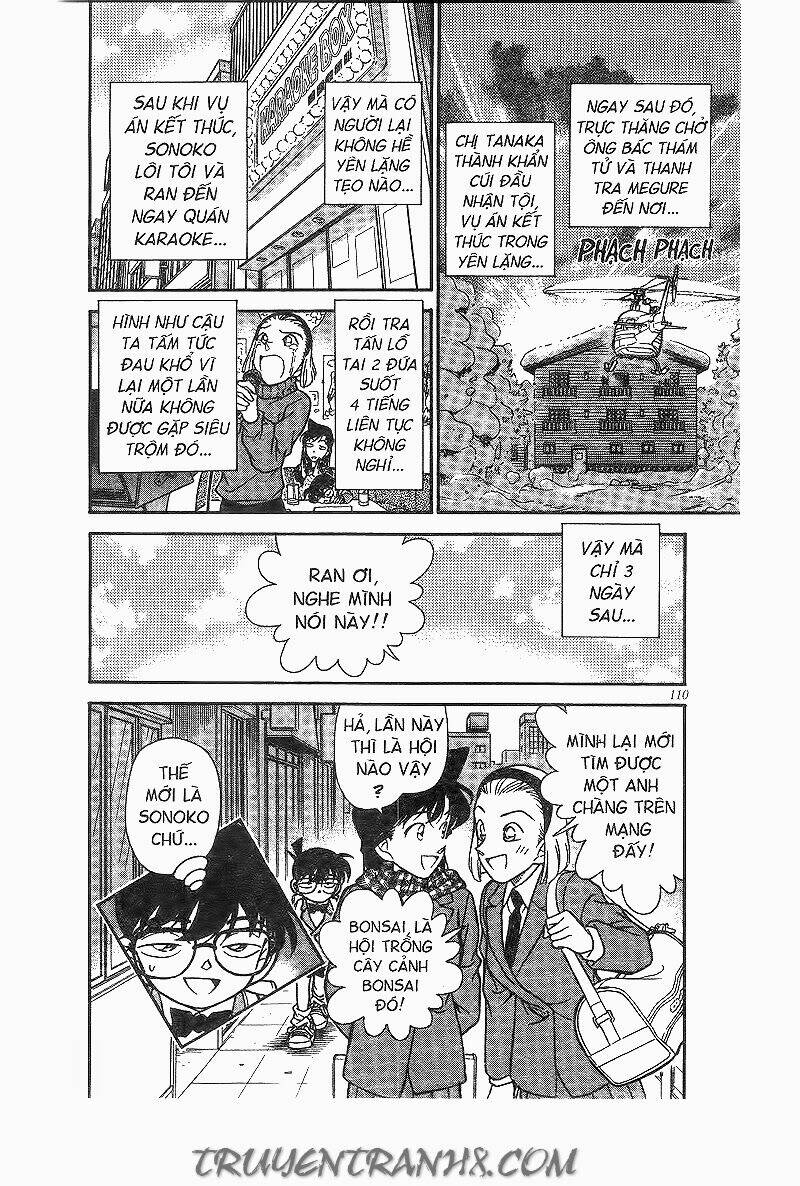 NGAY SAU ĐÓ,
TRỰC THĂNG CHỞ
ÔNG BÁC THÁM
TỬ VÀ THANH
TRA MEGURE
ĐẾN NƠI...
CHỊ TANAKA
THÀNH KHẨN
CÚI ĐẦU
NHẬN TỘI,
VỤ ÁN KẾT
THÚC TRONG
YÊN LẶNG...
PHẠCH PHẠCH
VẬY MÀ CÓ
NGƯỜI LẠI
KHÔNG HỀ
YÊN LẶNG
TẸO NÀO...
SAU KHI VỤ
ÁN KẾT THÚC,
SONOKO
LÔI TÔI VÀ
RAN ĐẾN
NGAY QUÁN
KARAOKE...
KARAOKE BOX
RỒI TRA
TẤN LỖ
TAI 2 ĐỨA
SUỐT
4 TIẾNG
LIÊN TỤC
KHÔNG
NGHỈ...
HÌNH NHƯ CẬU
TA TẤM TỨC
ĐAU KHỔ VÌ
LẠI MỘT LẦN
NỮA KHÔNG
ĐƯỢC GẶP SIÊU
TRỘM ĐÓ...
VẬY MÀ
CHỈ 3
NGÀY
SAU...
RAN ƠI,
NGHE MÌNH
NÓI NÀY!!
110
MÌNH LẠI MỚI
TÌM ĐƯỢC
MỘT ANH
CHÀNG TRÊN
MẠNG
ĐẤY!
HẢ, LẦN NÀY
THÌ LÀ HỘI
NÀO VẬY
?
BONSAI, LÀ
HỘI TRỒNG
CÂY CẢNH
BONSAI
ĐÓ!
THẾ
MỚI LÀ
SONOKO
CHỨ...
TRUYENTRANH8.COM